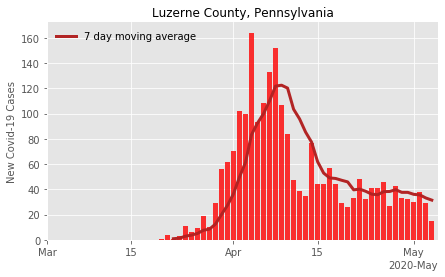 Luzerne County, Pennsylvania
7 day moving average
New Covid-19 Cases
160
140
120
100
80
60
40
20
0
Mar 15 Apr 15 May
2020-May